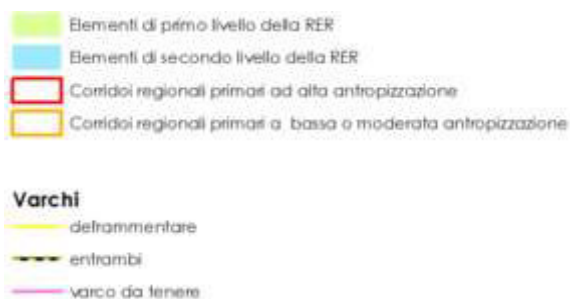 Elementi di primo livello della RER
Elementi di secondo livello della RER
Corridoi regionali primari ad alta antropizzazione
Corridoi regionali primari a bassa o moderata antropizzazione
Varchi
deframmentare
entrambi
varco da tenere